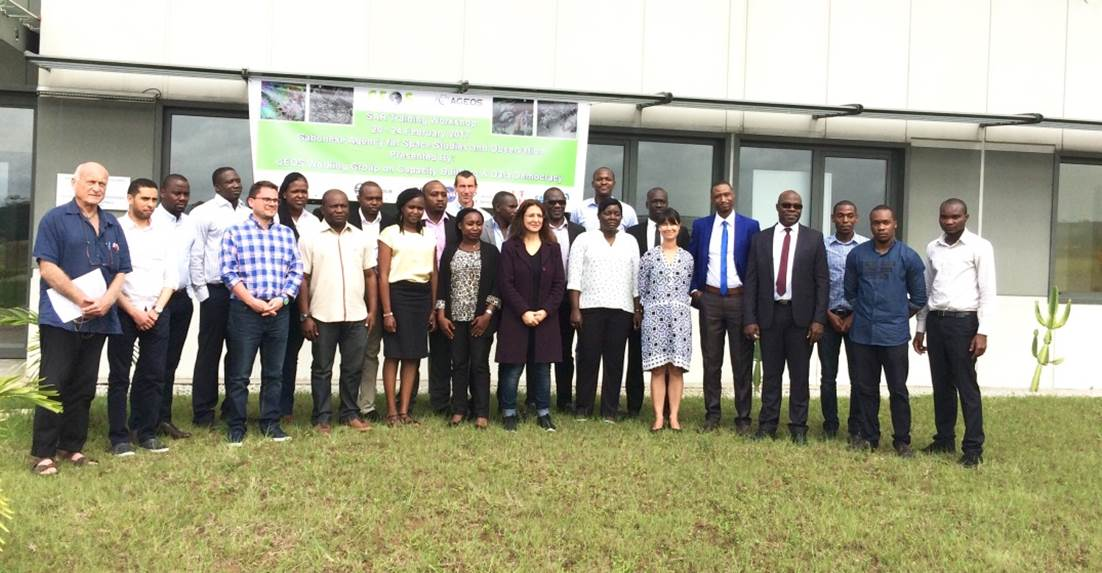 CEOS AGEOS
SAR Training Workshop
20 - 24 February 2017
Gabonese Agency for Space Studies and Observation
Presented By:
CEOS Working Group on Capacity Building & Data Democracy